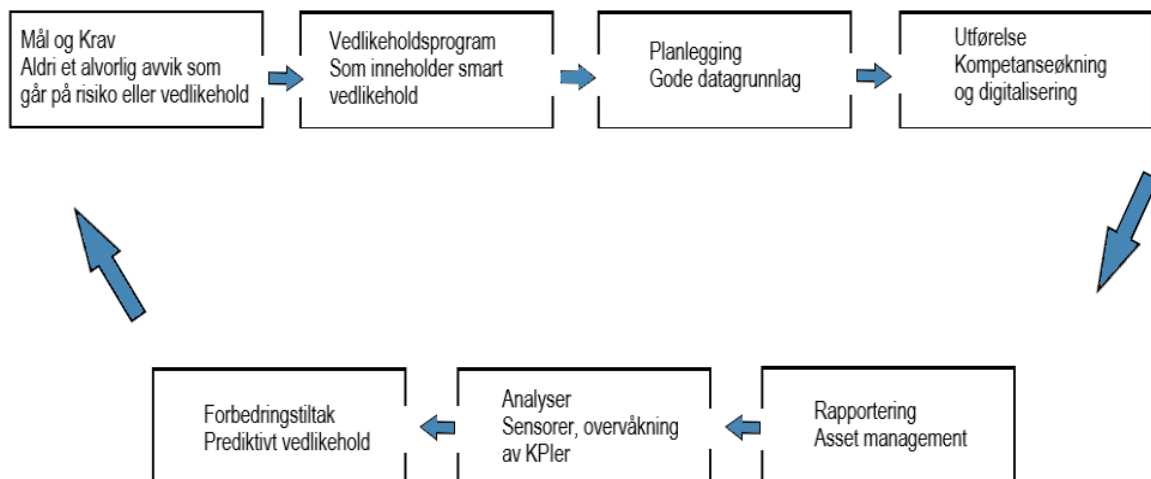 Mål og Krav
Aldri et alvorlig avvik som
går på risiko eller vedlikehold
Vedlikeholdsprogram
Som inneholder smart
vedlikehold
Planlegging
Gode datagrunnlag
Utførelse
Kompetanseøkning
og digitalisering
Rapportering
Asset management
Analyser
Sensorer, overvåkning
av KPIer
Forbedringstiltak
Prediktivt vedlikehold